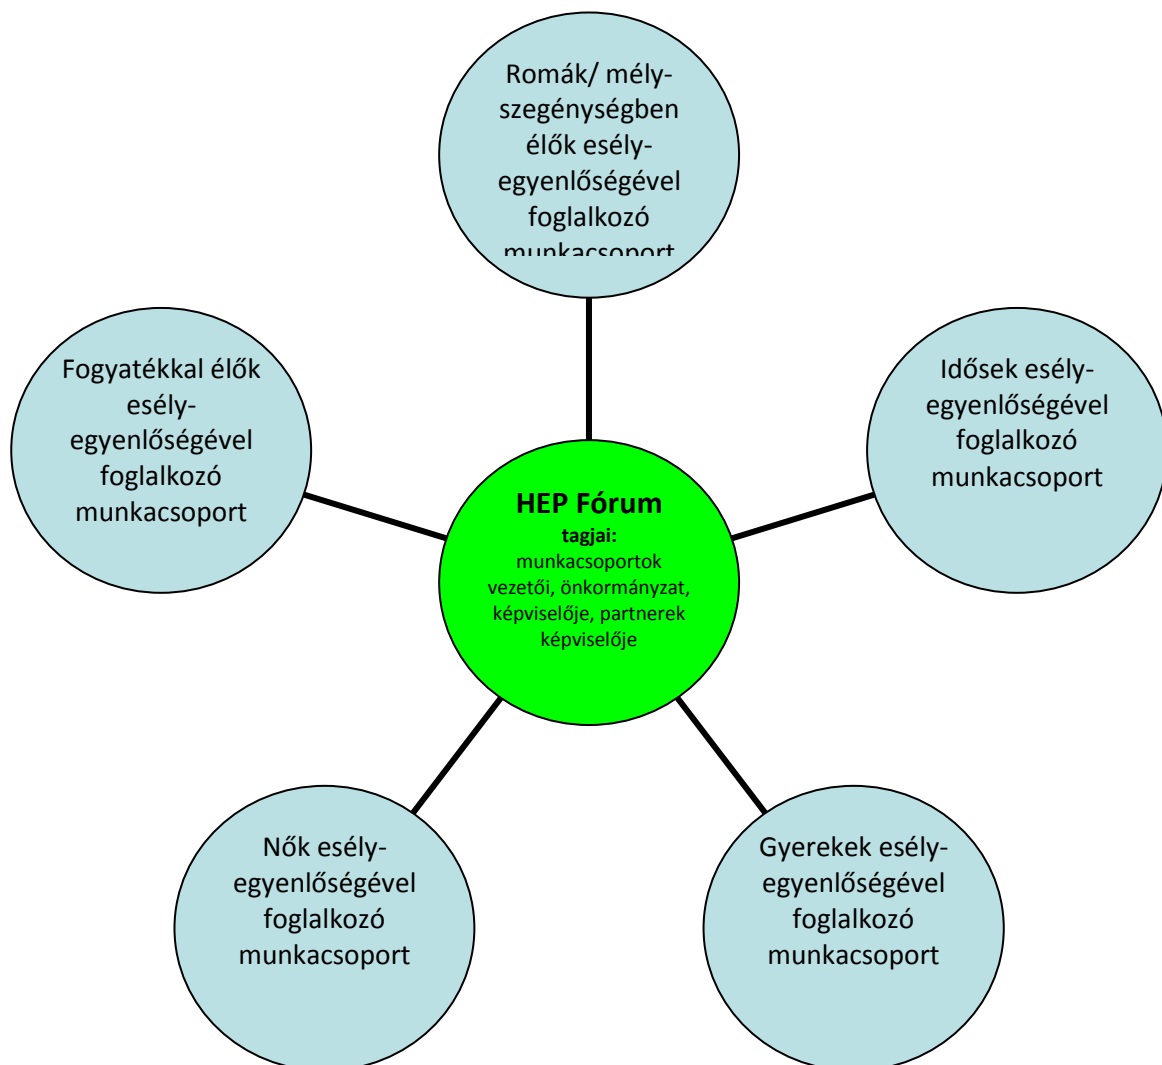 Romák/ mély-
szegénységben
élők esély-
egyenlőségével
foglalkozó
munkacsoport
Fogyatékkal élők
esély-
egyenlőségével
foglalkozó
munkacsoport
Idősek esély-
egyenlőségével
foglalkozó
munkacsoport
HEP Fórum
tagjai:
munkacsoportok
vezetői, önkormányzat,
képviselője, partnerek
képviselője
Nők esély-
egyenlőségével
foglalkozó
munkacsoport
Gyerekek esély-
egyenlőségével
foglalkozó
munkacsoport